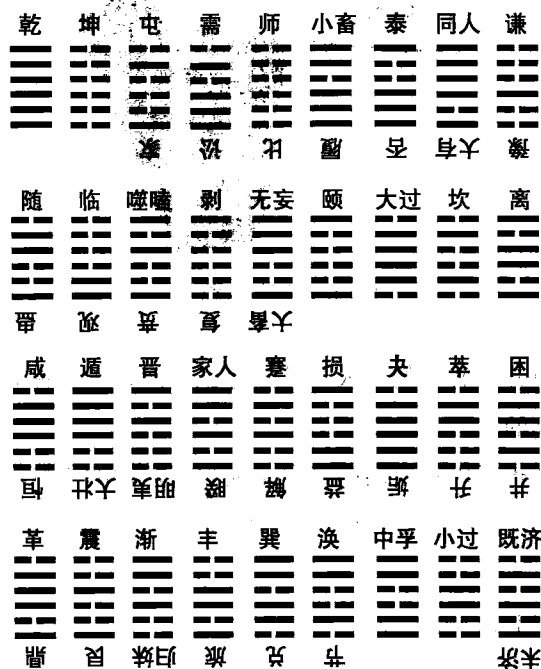 乾 坤 屯 需 师 小畜 泰 同人 谦
蒙 讼 比 履 否 大有 豫
随 临 噬嗑 剥 无妄 颐 大过 坎 离
蛊 观 贲 复 大畜
咸 遁 晋 家人 蹇 损 夬 萃 困
恒 大壮 明夷 睽 解 益 姤 升 井
革 震 渐 丰 巽 涣 中孚 小过 既济
鼎 艮 归妹 旅 兑 节 未济